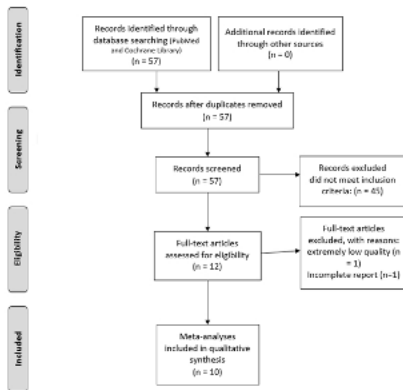 Identification
Records identified through
database searching (PubMed
and Cochrane Library)
(n = 57)
Additional records identified
through other sources
(n = 0)
Records after duplicates removed
(n = 57)
Screening
Records screened
(n = 57)
Records excluded
did not meet inclusion
criteria: (n = 45)
Eligibility
Full-text articles
assessed for eligibility
(n = 12)
Full-text articles
excluded, with reasons:
extremely low quality (n
= 1)
Incomplete report (n=1)
Included
Meta-analyses
included in qualitative
synthesis
(n = 10)